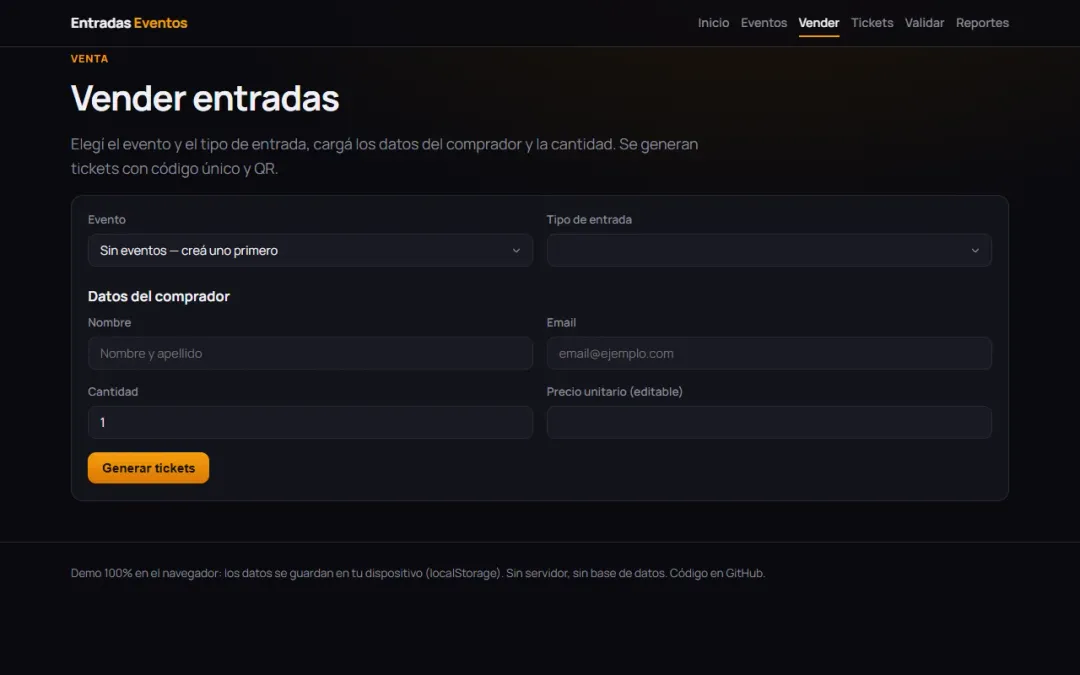 Entradas Eventos
Inicio Eventos Vender Tickets Validar Reportes
VENTA
Vender entradas
Elegí el evento y el tipo de entrada, cargá los datos del comprador y la cantidad. Se generan
tickets con código único y QR.
Evento
Tipo de entrada
Sin eventos — creá uno primero
Datos del comprador
Nombre
Email
Nombre y apellido
email@ejemplo.com
Cantidad
Precio unitario (editable)
1
Generar tickets
Demo 100% en el navegador: los datos se guardan en tu dispositivo (localStorage). Sin servidor, sin base de datos. Código en GitHub.